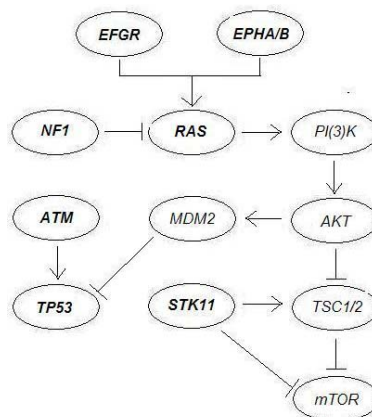 EFGR EPHA/B
NF1 RAS PI(3)K
ATM MDM2 AKT
TP53 STK11 TSC1/2
mTOR